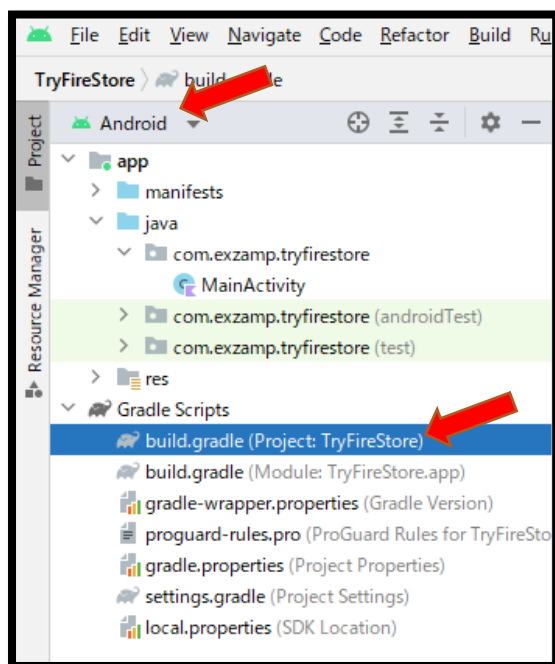 File Edit View Navigate Code Refactor Build Ru
TryFireStore build. le
Project
Android
app
manifests
java
com.exzamp.tryfirestore
MainActivity
com.exzamp.tryfirestore (androidTest)
com.exzamp.tryfirestore (test)
Resource Manager
res
Gradle Scripts
build.gradle (Project: TryFireStore)
build.gradle (Module: TryFireStore.app)
gradle-wrapper.properties (Gradle Version)
proguard-rules.pro (ProGuard Rules for TryFireSto
gradle.properties (Project Properties)
settings.gradle (Project Settings)
local.properties (SDK Location)